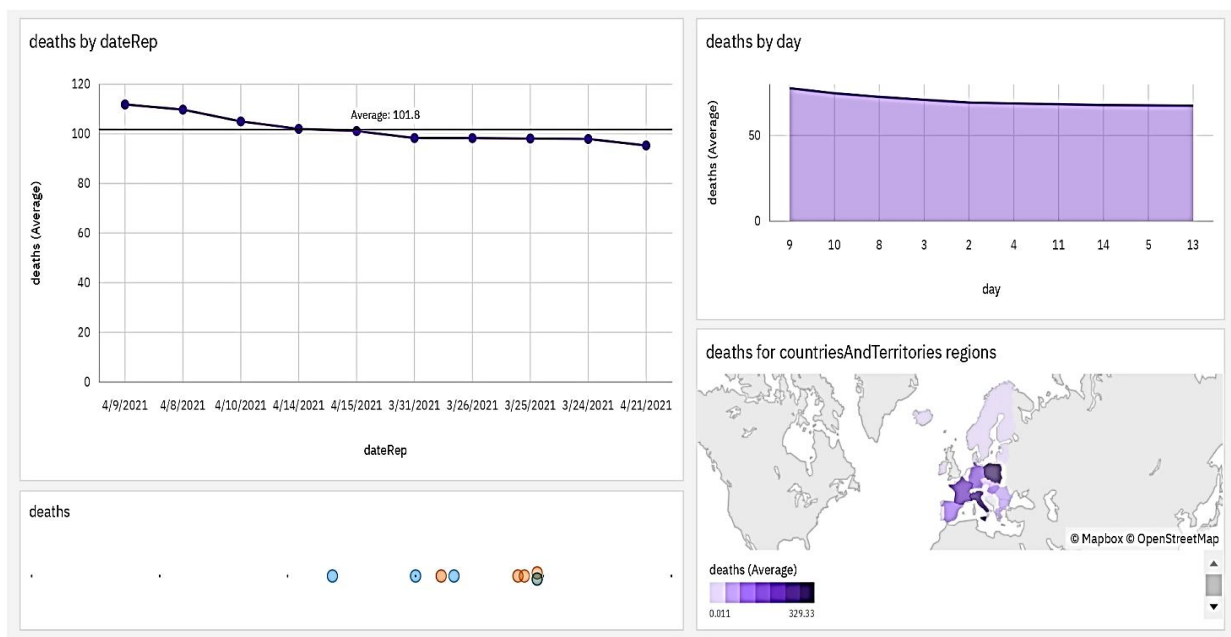 deaths by dateRep
deaths (Average)
120
100
80
60
40
20
0
Average: 101.8
4/9/2021 4/8/2021 4/10/2021 4/14/2021 4/15/2021 3/31/2021 3/26/2021 3/25/2021 3/24/2021 4/21/2021
dateRep
deaths
deaths by day
deaths (Average)
50
0
9 10 8 3 2 4 11 14 5 13
day
deaths for countriesAndTerritories regions
© Mapbox © OpenStreetMap
deaths (Average)
0.011 329.33